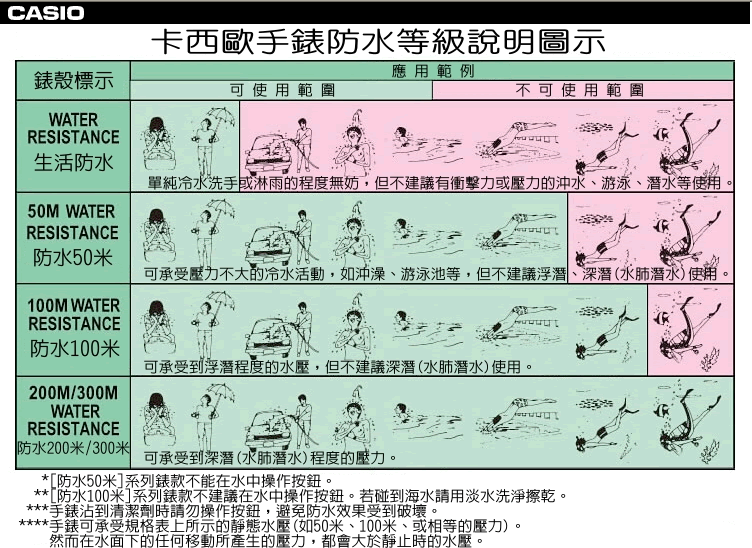 CASIO
卡西歐手錶防水等級說明圖示
錶殼標示
應用範例
可使用範圍
不可使用範圍
WATER
RESISTANCE
生活防水
單純冷水洗手或淋雨的程度無妨，但不建議有衝擊力或壓力的沖水、游泳、潛水等使用。
50M WATER
RESISTANCE
防水50米
可承受壓力不大的冷水活動，如沖澡、游泳池等，但不建議浮潛、深潛(水肺潛水)使用。
100M WATER
RESISTANCE
防水100米
可承受到浮潛程度的水壓，但不建議深潛(水肺潛水)使用。
200M/300M
WATER
RESISTANCE
防水200米/300米
可承受到深潛(水肺潛水)程度的壓力。
*[防水50米]系列錶款不能在水中操作按鈕。
**[防水100米]系列錶款不建議在水中操作按鈕。若碰到海水請用淡水洗淨擦乾。
***手錶沾到清潔劑時請勿操作按鈕，避免防水效果受到破壞。
****手錶可承受規格表上所示的靜態水壓(如50米、100米、或相等的壓力)。
然而在水面下的任何移動所產生的壓力，都會大於靜止時的水壓。